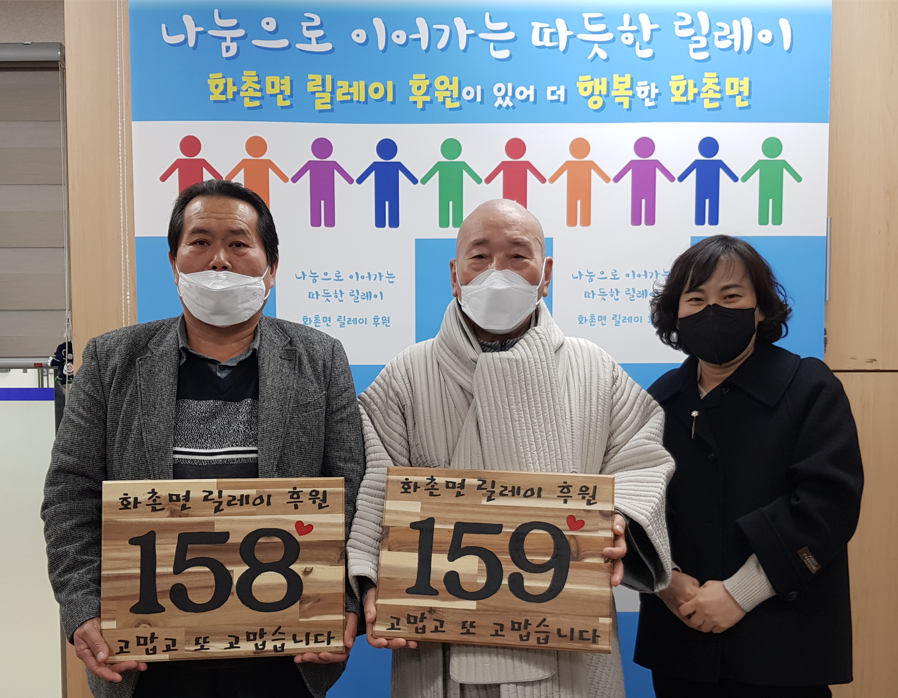 나눔으로 이어가는 따듯한 릴레이
화촌면 릴레이 후원이 있어 더 행복한 화촌면
나눔으로 이어가는
따듯한 릴레이
화촌면 릴레이 후원
나눔으로 이어가는
따듯한 릴레이
화촌면 릴레이
화촌면 릴레이 후원
158
고맙고 또 고맙습니다
화촌면 릴레이 후원
159
고맙고 또 고맙습니다